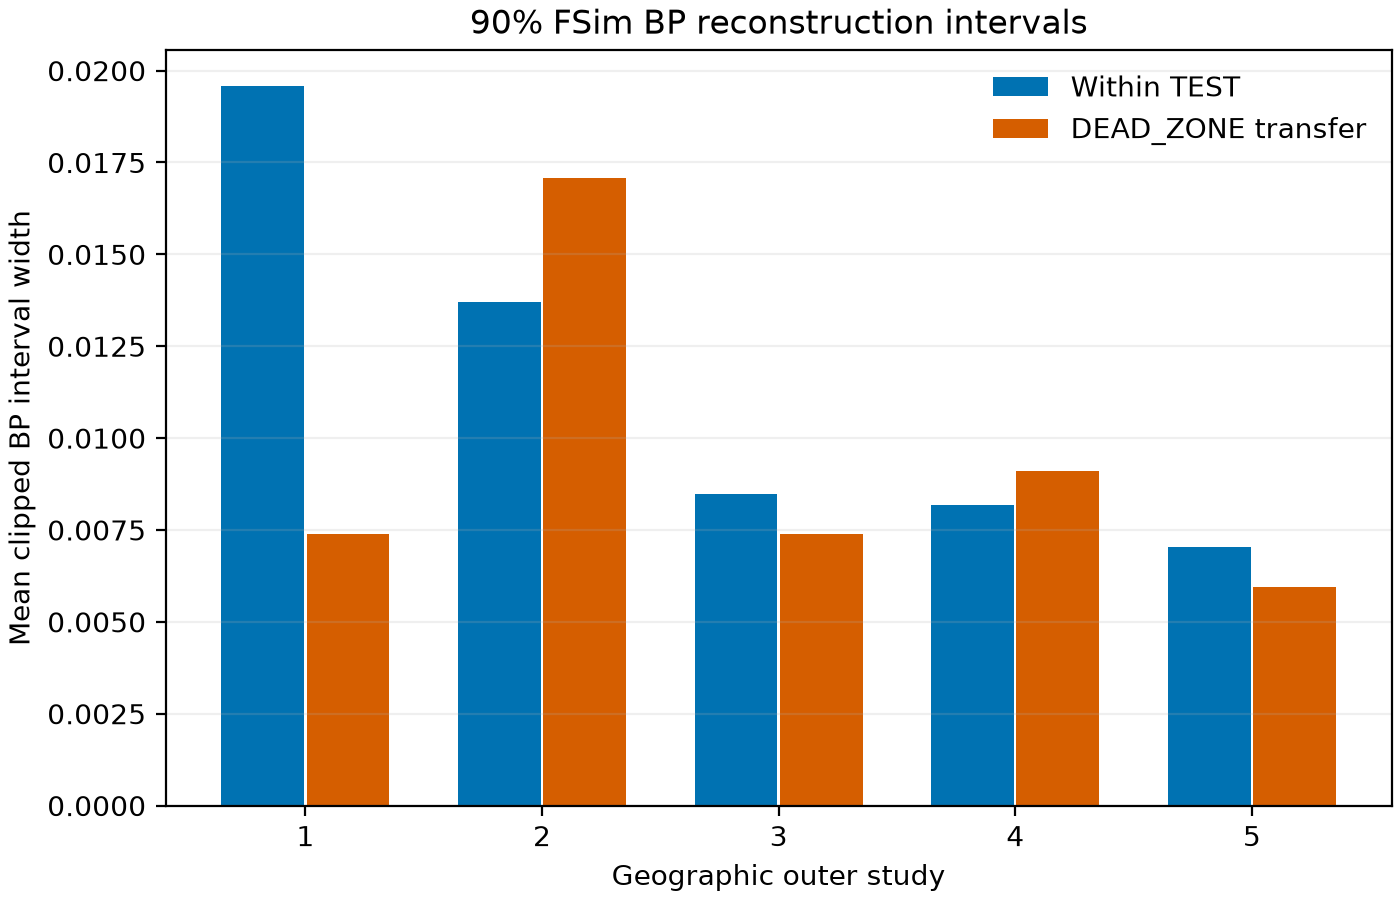 90% FSim BP reconstruction intervals
Within TEST
DEAD_ZONE transfer
Mean clipped BP interval width
0.0200
0.0175
0.0150
0.0125
0.0100
0.0075
0.0050
0.0025
0.0000
1 2 3 4 5
Geographic outer study